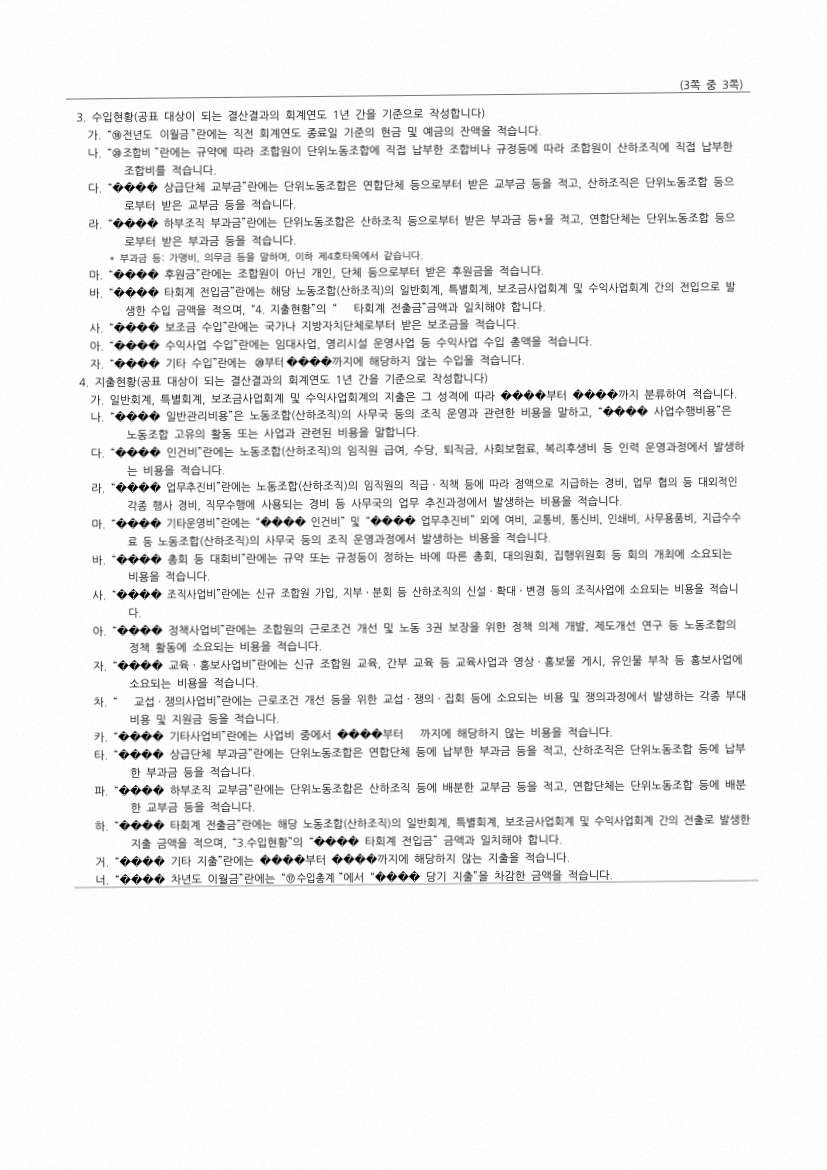 (3쪽 중 3쪽)
3. 수입현황(공표 대상이 되는 결산결과의 회계연도 1년 간을 기준으로 작성합니다)
가. “⑱전년도 이월금”란에는 직전 회계연도 종료일 기준의 현금 및 예금의 잔액을 적습니다.
나. “⑳조합비 ”란에는 규약에 따라 조합원이 단위노동조합에 직접 납부한 조합비나 규정등에 따라 조합원이 산하조직에 직접 납부한
조합비를 적습니다.
다. “���� 상급단체 교부금”란에는 단위노동조합은 연합단체 등으로부터 받은 교부금 등을 적고, 산하조직은 단위노동조합 등으
로부터 받은 교부금 등을 적습니다.
라. “���� 하부조직 부과금”란에는 단위노동조합은 산하조직 등으로부터 받은 부과금 등*을 적고, 연합단체는 단위노동조합 등으
로부터 받은 부과금 등을 적습니다.
* 부과금 등: 가맹비, 의무금 등을 말하며, 이하 제4호타목에서 같습니다.
마. “���� 후원금”란에는 조합원이 아닌 개인, 단체 등으로부터 받은 후원금을 적습니다.
바. “���� 타회계 전입금”란에는 해당 노동조합(산하조직)의 일반회계, 특별회계, 보조금사업회계 및 수익사업회계 간의 전입으로 발
생한 수입 금액을 적으며, “4. 지출현황”의 “ 타회계 전출금”금액과 일치해야 합니다.
사. “���� 보조금 수입”란에는 국가나 지방자치단체로부터 받은 보조금을 적습니다.
아. “���� 수익사업 수입”란에는 임대사업, 영리시설 운영사업 등 수익사업 수입 총액을 적습니다.
자. “���� 기타 수입”란에는 ⑳부터����까지에 해당하지 않는 수입을 적습니다.
4. 지출현황(공표 대상이 되는 결산결과의 회계연도 1년 간을 기준으로 작성합니다)
가. 일반회계, 특별회계, 보조금사업회계 및 수익사업회계의 지출은 그 성격에 따라 ����부터 ����까지 분류하여 적습니다.
나. “���� 일반관리비용”은 노동조합(산하조직)의 사무국 등의 조직 운영과 관련한 비용을 말하고, “���� 사업수행비용”은
노동조합 고유의 활동 또는 사업과 관련된 비용을 말합니다.
다. “���� 인건비”란에는 노동조합(산하조직)의 임직원 급여, 수당, 퇴직금, 사회보험료, 복리후생비 등 인력 운영과정에서 발생하
는 비용을 적습니다.
라. “���� 업무추진비”란에는 노동조합(산하조직)의 임직원의 직급ㆍ직책 등에 따라 정액으로 지급하는 경비, 업무 협의 등 대외적인
각종 행사 경비, 직무수행에 사용되는 경비 등 사무국의 업무 추진과정에서 발생하는 비용을 적습니다.
마. “���� 기타운영비”란에는 “���� 인건비” 및 “���� 업무추진비” 외에 여비, 교통비, 통신비, 인쇄비, 사무용품비, 지급수수
료 등 노동조합(산하조직)의 사무국 등의 조직 운영과정에서 발생하는 비용을 적습니다.
바. “���� 총회 등 대회비”란에는 규약 또는 규정등이 정하는 바에 따른 총회, 대의원회, 집행위원회 등 회의 개최에 소요되는
비용을 적습니다.
사. “���� 조직사업비”란에는 신규 조합원 가입, 지부ㆍ분회 등 산하조직의 신설ㆍ확대ㆍ변경 등의 조직사업에 소요되는 비용을 적습니
다.
아. “���� 정책사업비”란에는 조합원의 근로조건 개선 및 노동 3권 보장을 위한 정책 의제 개발, 제도개선 연구 등 노동조합의
정책 활동에 소요되는 비용을 적습니다.
자. “���� 교육ㆍ홍보사업비”란에는 신규 조합원 교육, 간부 교육 등 교육사업과 영상ㆍ홍보물 게시, 유인물 부착 등 홍보사업에
소요되는 비용을 적습니다.
차. “ 교섭ㆍ쟁의사업비”란에는 근로조건 개선 등을 위한 교섭ㆍ쟁의ㆍ집회 등에 소요되는 비용 및 쟁의과정에서 발생하는 각종 부대
비용 및 지원금 등을 적습니다.
카. “���� 기타사업비”란에는 사업비 중에서 ����부터 까지에 해당하지 않는 비용을 적습니다.
타. “���� 상급단체 부과금”란에는 단위노동조합은 연합단체 등에 납부한 부과금 등을 적고, 산하조직은 단위노동조합 등에 납부
한 부과금 등을 적습니다.
파. “���� 하부조직 교부금”란에는 단위노동조합은 산하조직 등에 배분한 교부금 등을 적고, 연합단체는 단위노동조합 등에 배분
한 교부금 등을 적습니다.
하. “���� 타회계 전출금”란에는 해당 노동조합(산하조직)의 일반회계, 특별회계, 보조금사업회계 및 수익사업회계 간의 전출로 발생한
지출 금액을 적으며, “3.수입현황”의 “���� 타회계 전입금” 금액과 일치해야 합니다.
거. “���� 기타 지출”란에는 ����부터 ����까지에 해당하지 않는 지출을 적습니다.
너. “���� 차년도 이월금”란에는 “⑰수입총계 ”에서 “���� 당기 지출”을 차감한 금액을 적습니다.